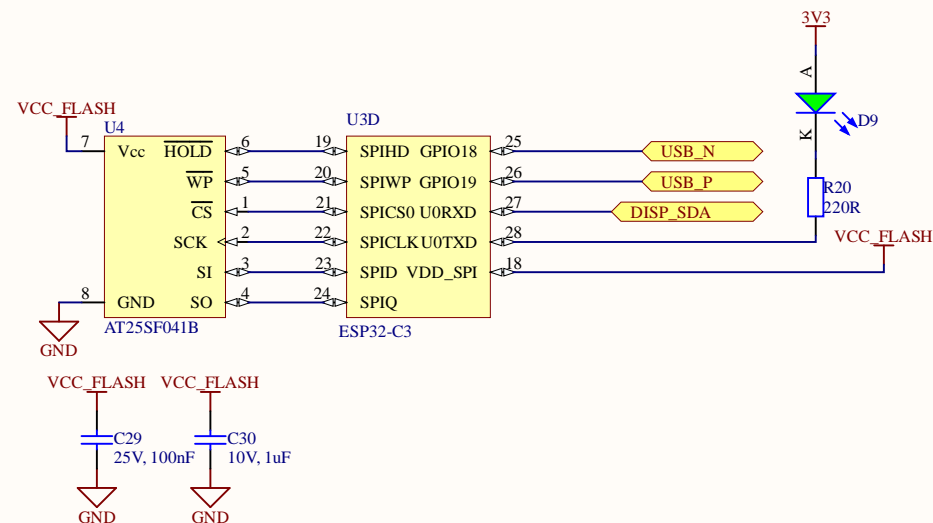 3V3
A
D9
K
R20
220R
VCC_FLASH
VCC_FLASH
U4
7 Vcc HOLD 6
WP 5
CS 1
SCK 2
SI 3
8 GND SO 4
AT25SF041B
GND
U3D
19 SPIHD GPIO18 25 USB_N
20 SPIWP GPIO19 26 USB_P
21 SPICS0 U0RXD 27 DISP_SDA
22 SPICLK U0TXD 28
23 SPID VDD_SPI 18
24 SPIQ
ESP32-C3
VCC_FLASH VCC_FLASH
C29
25V, 100nF
C30
10V, 1uF
GND GND